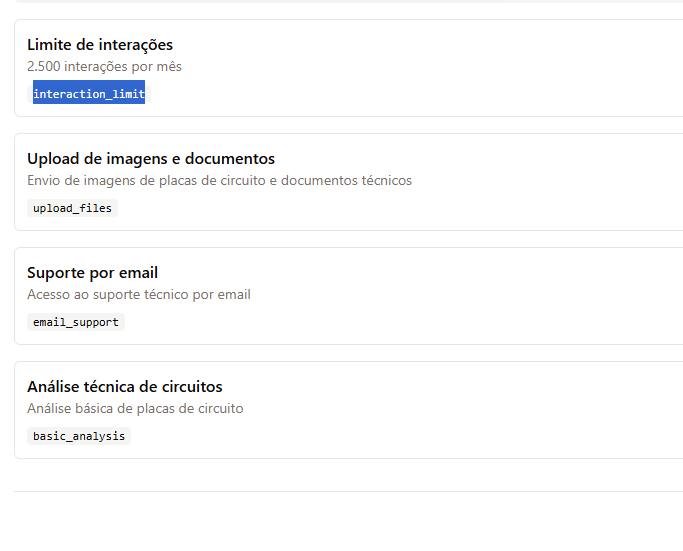 Limite de interações
2.500 interações por mês
interaction_limit
Upload de imagens e documentos
Envio de imagens de placas de circuito e documentos técnicos
upload_files
Suporte por email
Acesso ao suporte técnico por email
email_support
Análise técnica de circuitos
Análise básica de placas de circuito
basic_analysis